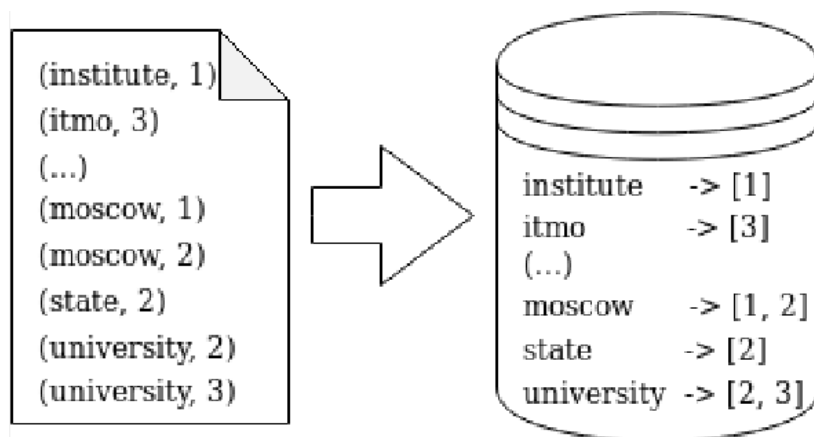 (institute, 1)
(itmo, 3)
(...)
(moscow, 1)
(moscow, 2)
(state, 2)
(university, 2)
(university, 3)
institute -> [1]
itmo -> [3]
(...)
moscow -> [1, 2]
state -> [2]
university -> [2, 3]